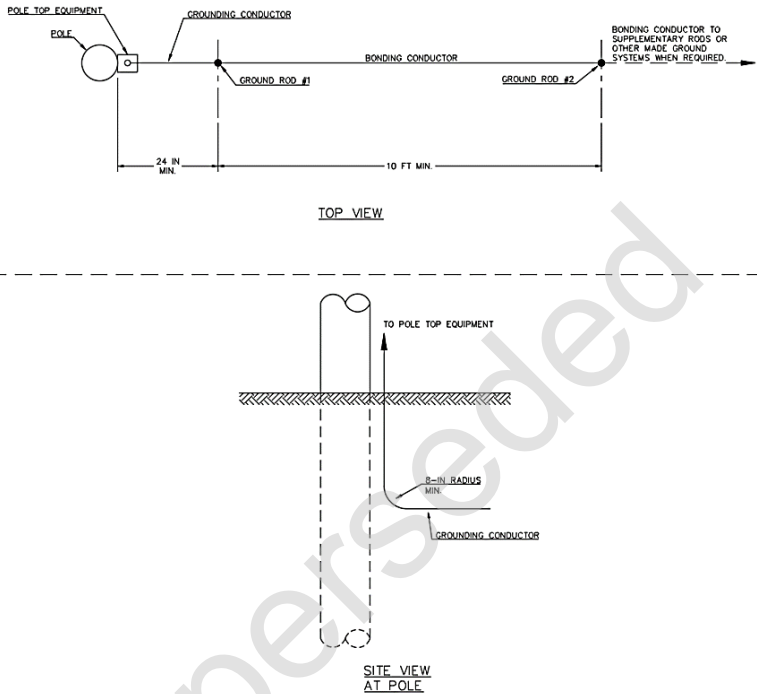 POLE TOP EQUIPMENT
GROUNDING CONDUCTOR
POLE
BONDING CONDUCTOR TO
SUPPLEMENTARY RODS OR
OTHER MADE GROUND
SYSTEMS WHEN REQUIRED.
BONDING CONDUCTOR
GROUND ROD #1
GROUND ROD #2
24 IN
MIN.
10 FT MIN.
TOP VIEW
TO POLE TOP EQUIPMENT
8-IN RADIUS
MIN.
GROUNDING CONDUCTOR
SITE VIEW
AT POLE
perseded